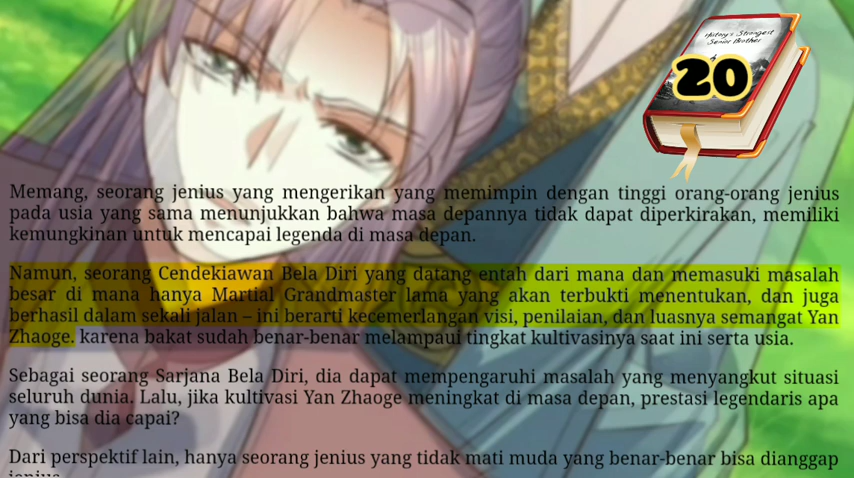 History's Strongest
Senior Brother
20
Memang, seorang jenius yang mengerikan yang memimpin dengan tinggi orang-orang jenius
pada usia yang sama menunjukkan bahwa masa depannya tidak dapat diperkirakan, memiliki
kemungkinan untuk mencapai legenda di masa depan.
Namun, seorang Cendekiawan Bela Diri yang datang entah dari mana dan memasuki masalah
besar di mana hanya Martial Grandmaster lama yang akan terbukti menentukan, dan juga
berhasil dalam sekali jalan – ini berarti kecemerlangan visi, penilaian, dan luasnya semangat Yan
Zhaoge. karena bakat sudah benar-benar melampaui tingkat kultivasinya saat ini serta usia.
Sebagai seorang Sarjana Bela Diri, dia dapat mempengaruhi masalah yang menyangkut situasi
seluruh dunia. Lalu, jika kultivasi Yan Zhaoge meningkat di masa depan, prestasi legendaris apa
yang bisa dia capai?
Dari perspektif lain, hanya seorang jenius yang tidak mati muda yang benar-benar bisa dianggap
jenius.